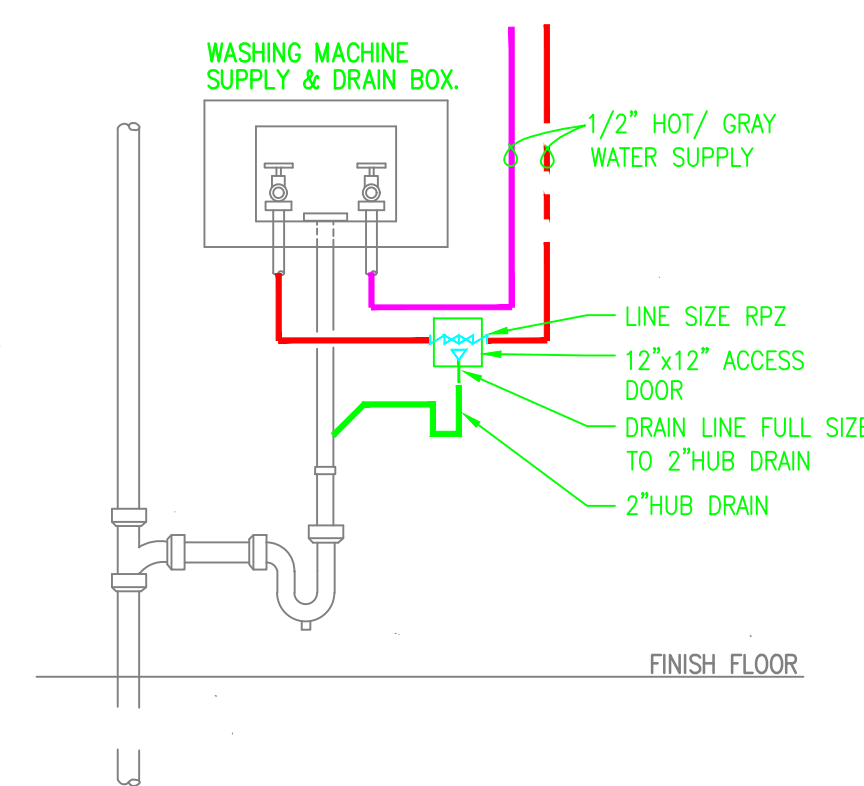 WASHING MACHINE
SUPPLY & DRAIN BOX.
1/2" HOT/ GRAY
WATER SUPPLY
LINE SIZE RPZ
12"x12" ACCESS
DOOR
DRAIN LINE FULL SIZE
TO 2"HUB DRAIN
2"HUB DRAIN
FINISH FLOOR